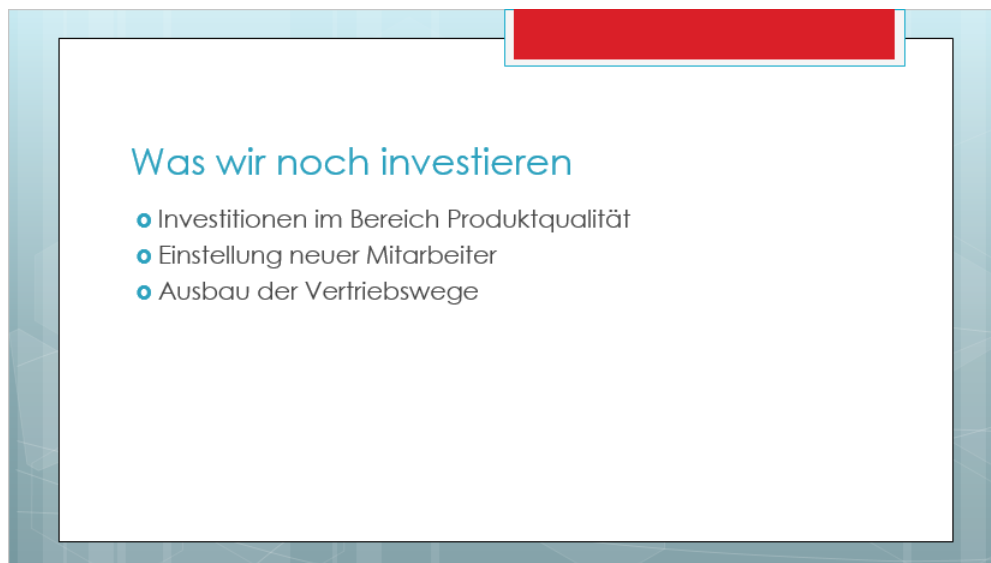 Was wir noch investieren
Investitionen im Bereich Produktqualität
Einstellung neuer Mitarbeiter
Ausbau der Vertriebswege